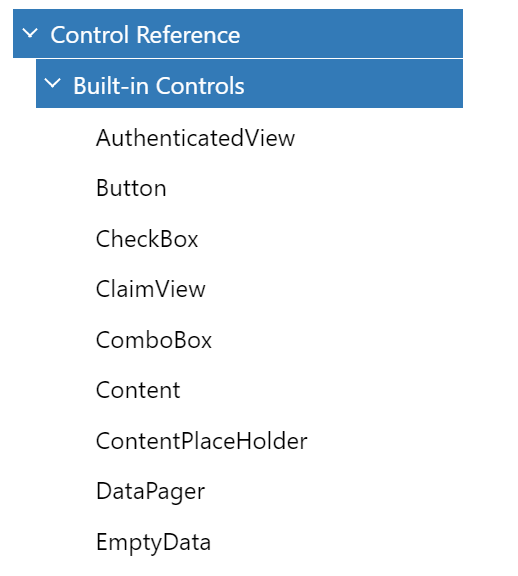 Control Reference
Built-in Controls
AuthenticatedView
Button
CheckBox
ClaimView
ComboBox
Content
ContentPlaceHolder
DataPager
EmptyData